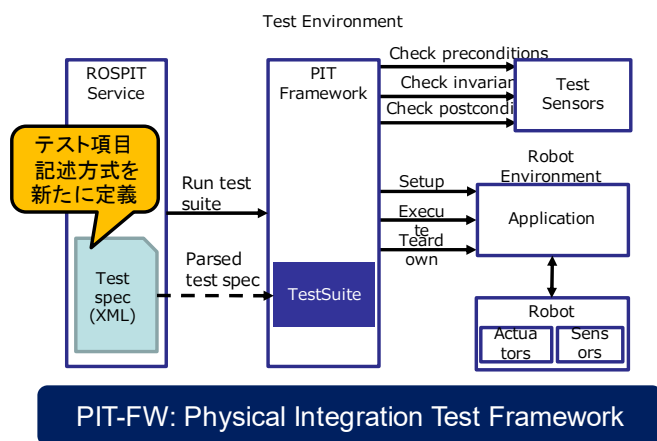 Test Environment
ROSPIT
Service
PIT
Framework
Check preconditions
Check invarian
Check postcondi
Test
Sensors
テスト項目
記述方式を
新たに定義
Run test
suite
Robot
Environment
Setup
Execu
te
Teard
own
Application
Test
spec
(XML)
Parsed
test spec
TestSuite
Robot
Actua
tors
Sens
ors
PIT-FW: Physical Integration Test Framework